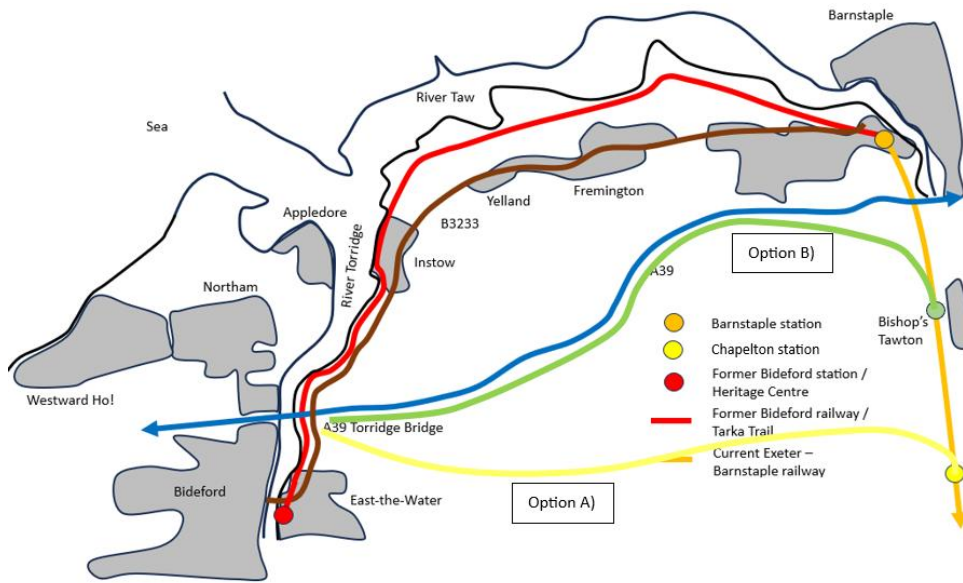 Barnstaple
River Taw
Sea
Yelland
Fremington
Appledore
B3233
River Torridge
Instow
Northam
Option B)
A39
Barnstaple station
Bishop's
Tawton
Chapelton station
Former Bideford station /
Heritage Centre
Westward Ho!
Former Bideford railway /
Tarka Trail
A39 Torridge Bridge
Current Exeter –
Barnstaple railway
Bideford
East-the-Water
Option A)